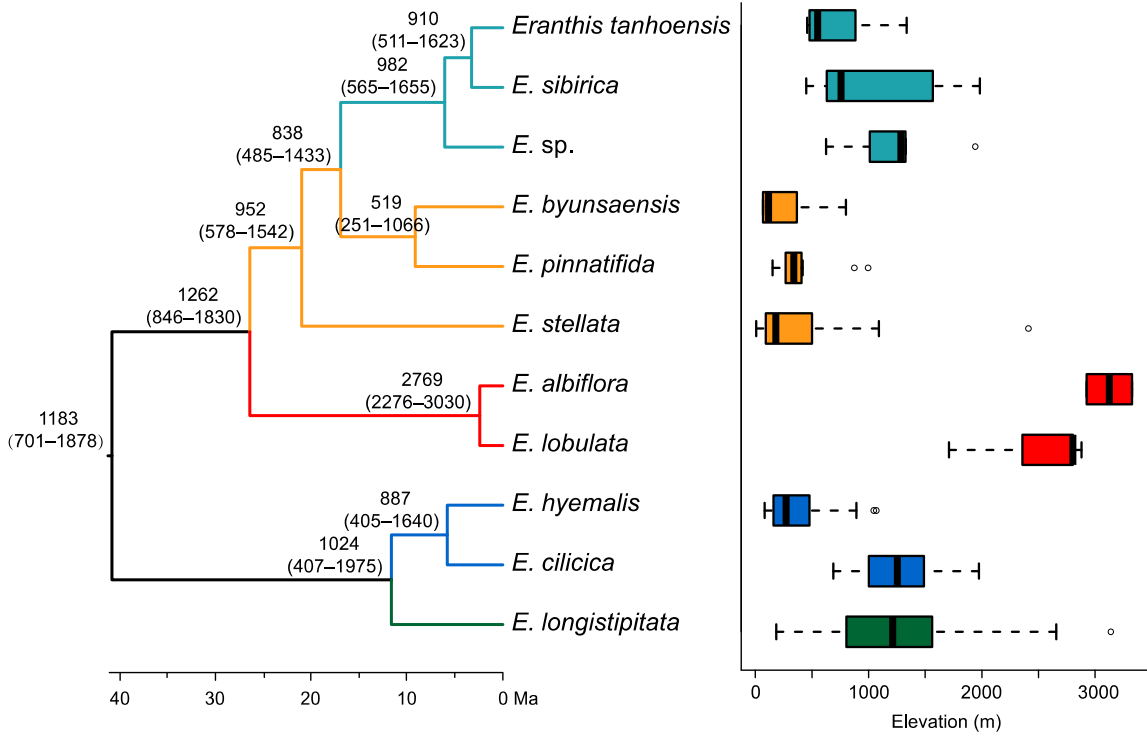 910
(511–1623)
Eranthis tanhoensis
982
(565–1655)
E. sibirica
838
(485–1433)
E. sp.
519
(251–1066)
E. byunsaensis
952
(578–1542)
E. pinnatifida
1262
(846–1830)
E. stellata
2769
(2276–3030)
E. albiflora
1183
(701–1878)
E. lobulata
887
(405–1640)
E. hyemalis
1024
(407–1975)
E. cilicica
E. longistipitata
40 30 20 10 0 Ma
0 1000 2000 3000
Elevation (m)